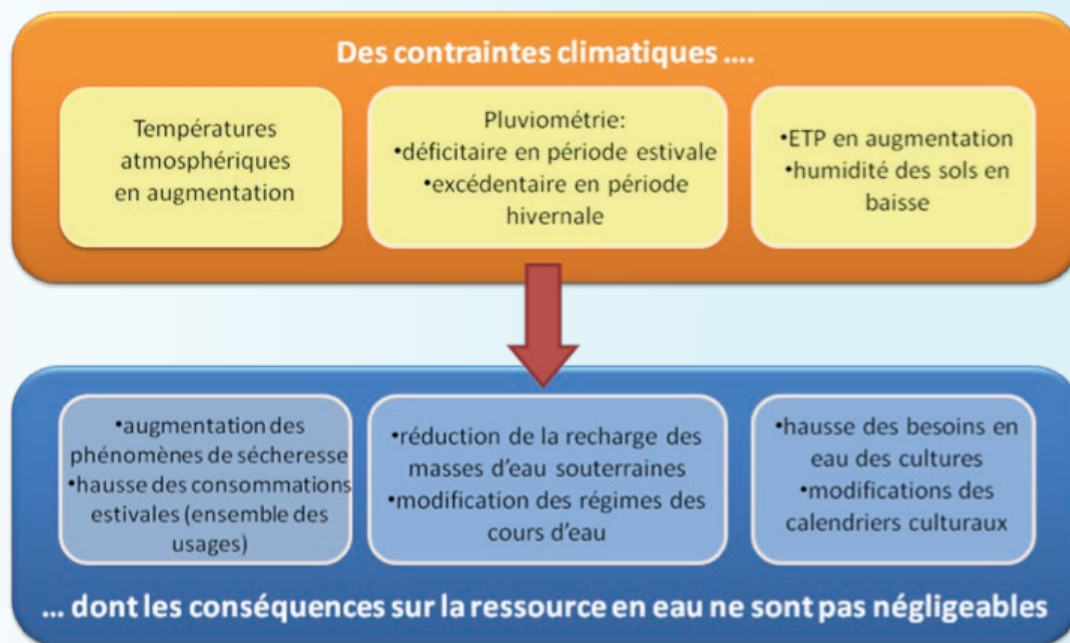 Des contraintes climatiques ....
Températures
atmosphériques
en augmentation
Pluviométrie:
•déficitaire en période estivale
•excédentaire en période
hivernale
•ETP en augmentation
•humidité des sols en
baisse
•augmentation des
phénomènes de sécheresse
•hausse des consommations
estivales (ensemble des
usages)
•réduction de la recharge des
masses d'eau souterraines
•modification des régimes des
cours d'eau
•hausse des besoins en
eau des cultures
•modifications des
calendriers culturaux
... dont les conséquences sur la ressource en eau ne sont pas négligeables